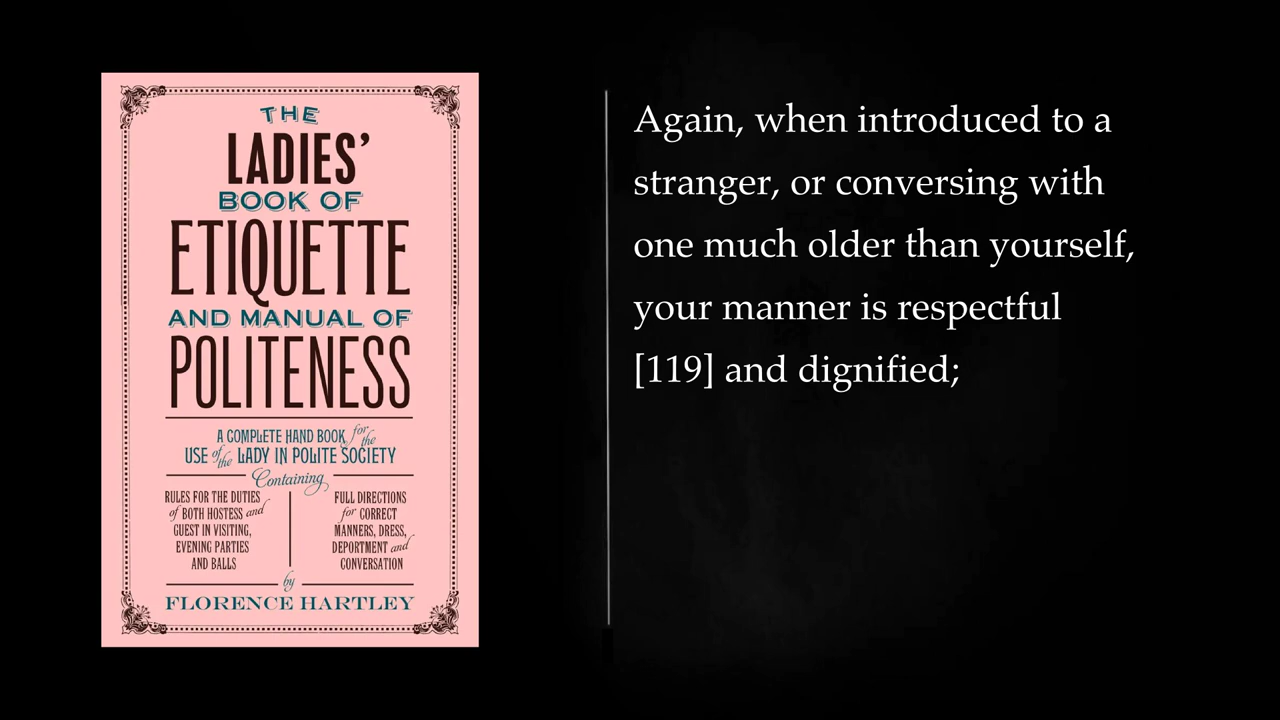 THE
LADIES'
BOOK OF
ETIQUETTE
AND MANUAL OF
POLITENESS
A COMPLETE HAND BOOK for the
USE of the LADY IN POLITE SOCIETY
Containing
RULES FOR THE DUTIES
of BOTH HOSTESS and
GUEST IN VISITING,
EVENING PARTIES
AND BALLS
FULL DIRECTIONS
for CORRECT
MANNERS, DRESS,
DEPORTMENT and
CONVERSATION
by
FLORENCE HARTLEY
Again, when introduced to a
stranger, or conversing with
one much older than yourself,
your manner is respectful
[119] and dignified;